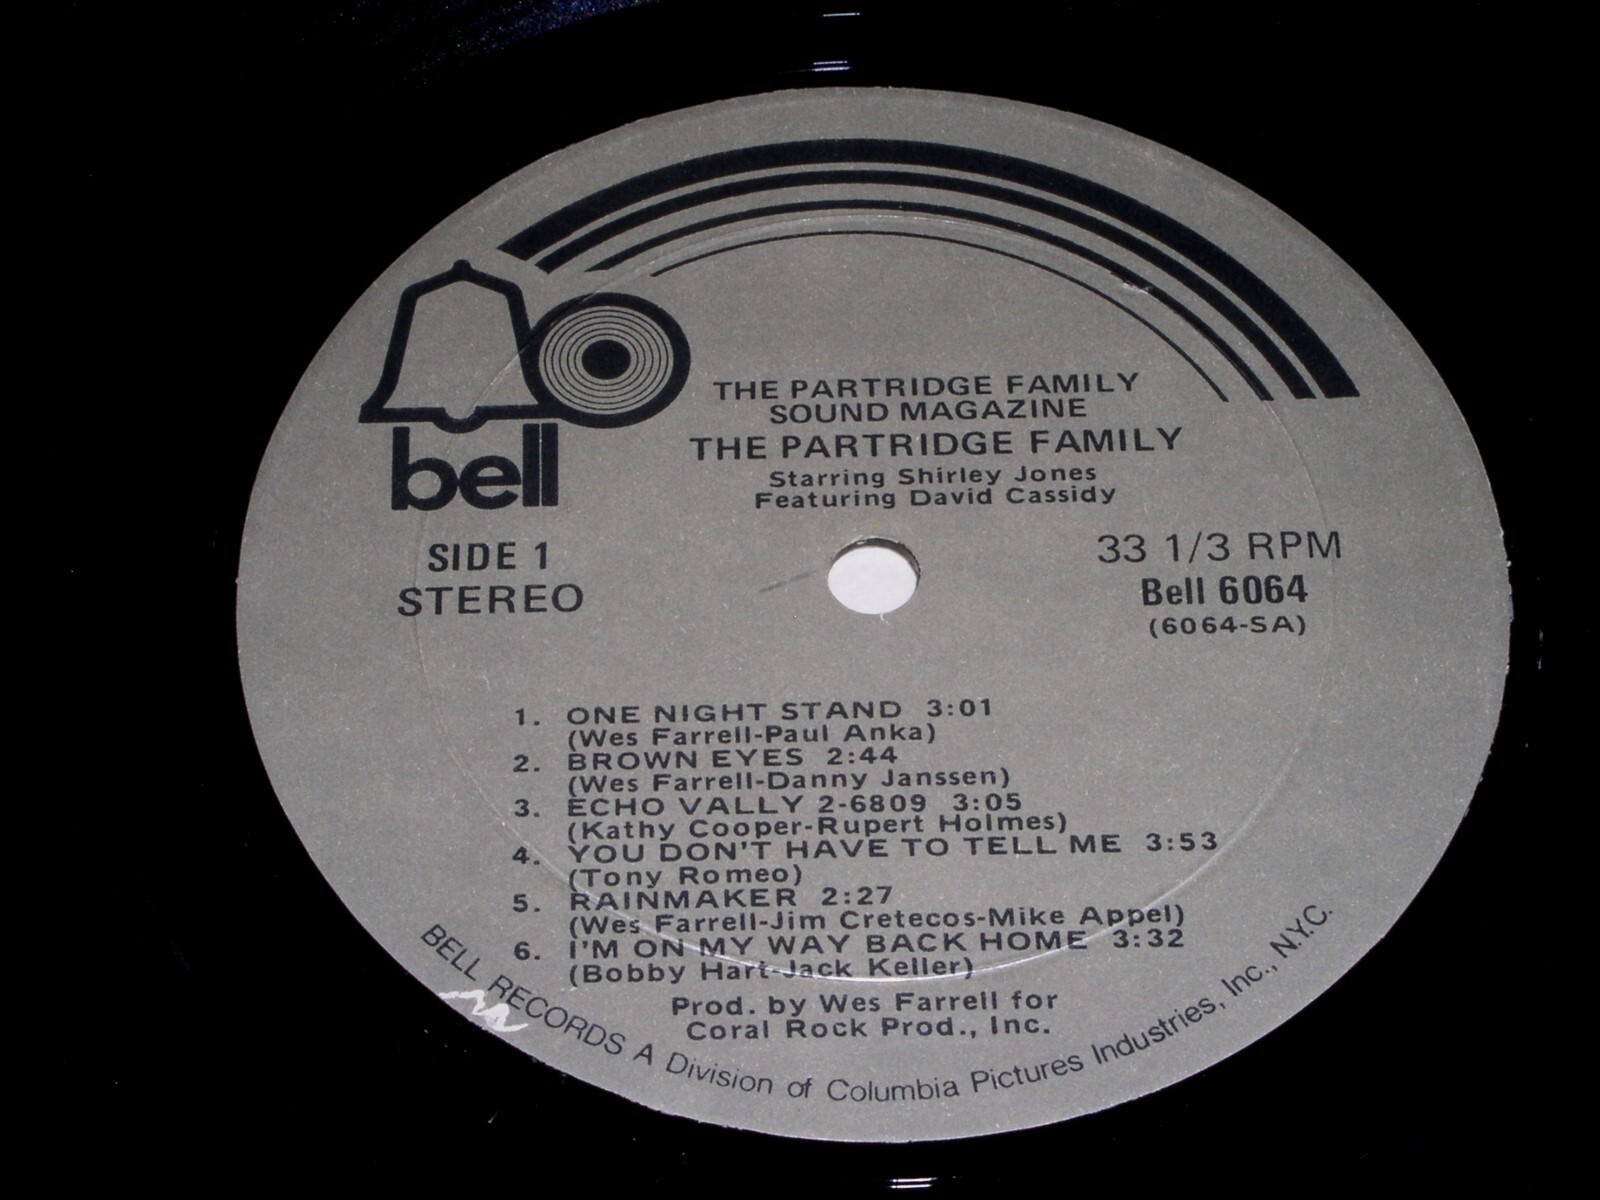 bell
THE PARTRIDGE FAMILY
SOUND MAGAZINE
THE PARTRIDGE FAMILY
Starring Shirley Jones
Featuring David Cassidy
SIDE 1
STEREO
33 1/3 RPM
Bell 6064
(6064-SA)
1. ONE NIGHT STAND 3:01
(Wes Farrell-Paul Anka)
2. BROWN EYES 2:44
(Wes Farrell-Danny Janssen)
3. ECHO VALLY 2-6809 3:05
(Kathy Cooper-Rupert Holmes)
4. YOU DON'T HAVE TO TELL ME 3:53
(Tony Romeo)
5. RAINMAKER 2:27
(Wes Farrell-Jim Cretecos-Mike Appel)
6. I'M ON MY WAY BACK HOME 3:32
(Bobby Hart-Jack Keller)
Prod. by Wes Farrell for
Coral Rock Prod., Inc.
BELL RECORDS A Division of Columbia Pictures Industries, Inc., N.Y.C.